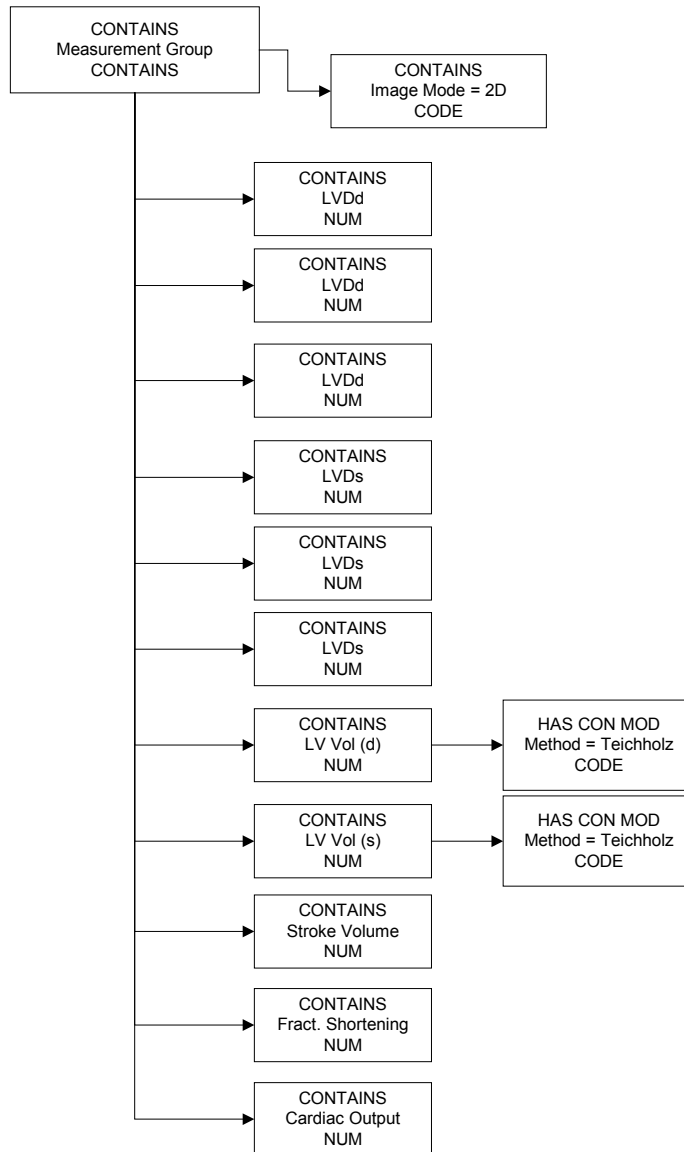 CONTAINS
Measurement Group
CONTAINS
CONTAINS
Image Mode = 2D
CODE
CONTAINS
LVDd
NUM
CONTAINS
LVDd
NUM
CONTAINS
LVDd
NUM
CONTAINS
LVDs
NUM
CONTAINS
LVDs
NUM
CONTAINS
LVDs
NUM
CONTAINS
LV Vol (d)
NUM
HAS CON MOD
Method = Teichholz
CODE
CONTAINS
LV Vol (s)
NUM
HAS CON MOD
Method = Teichholz
CODE
CONTAINS
Stroke Volume
NUM
CONTAINS
Fract. Shortening
NUM
CONTAINS
Cardiac Output
NUM